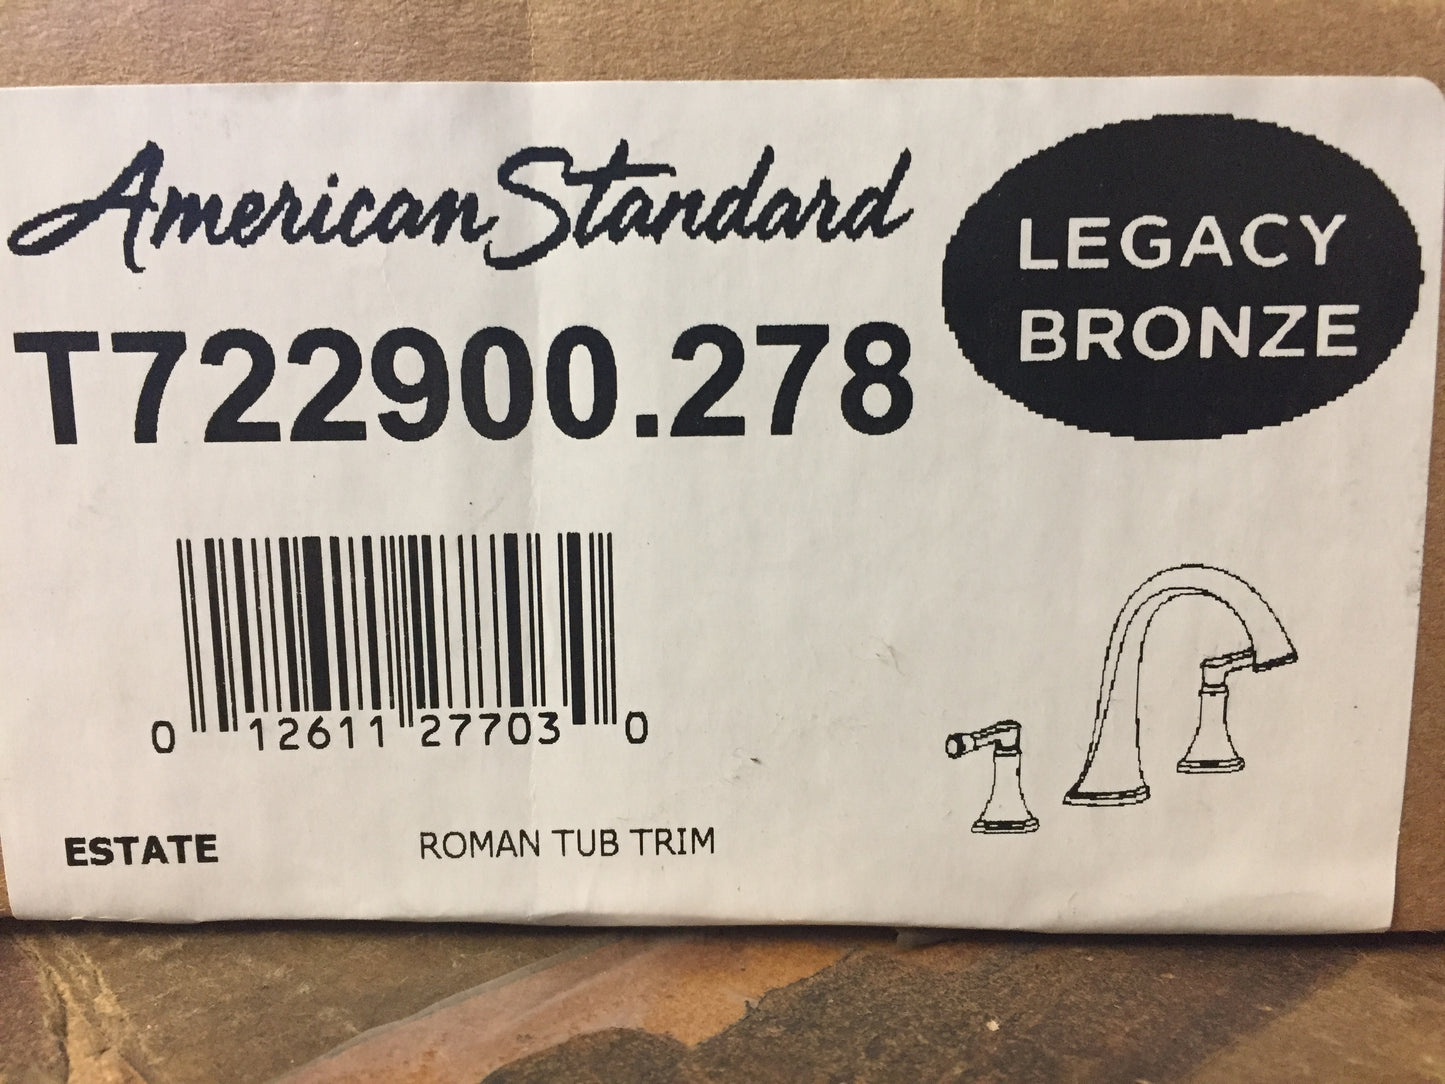 American Standard
LEGACY
BRONZE
T722900.278
0 12611 27703 0
ESTATE
ROMAN TUB TRIM